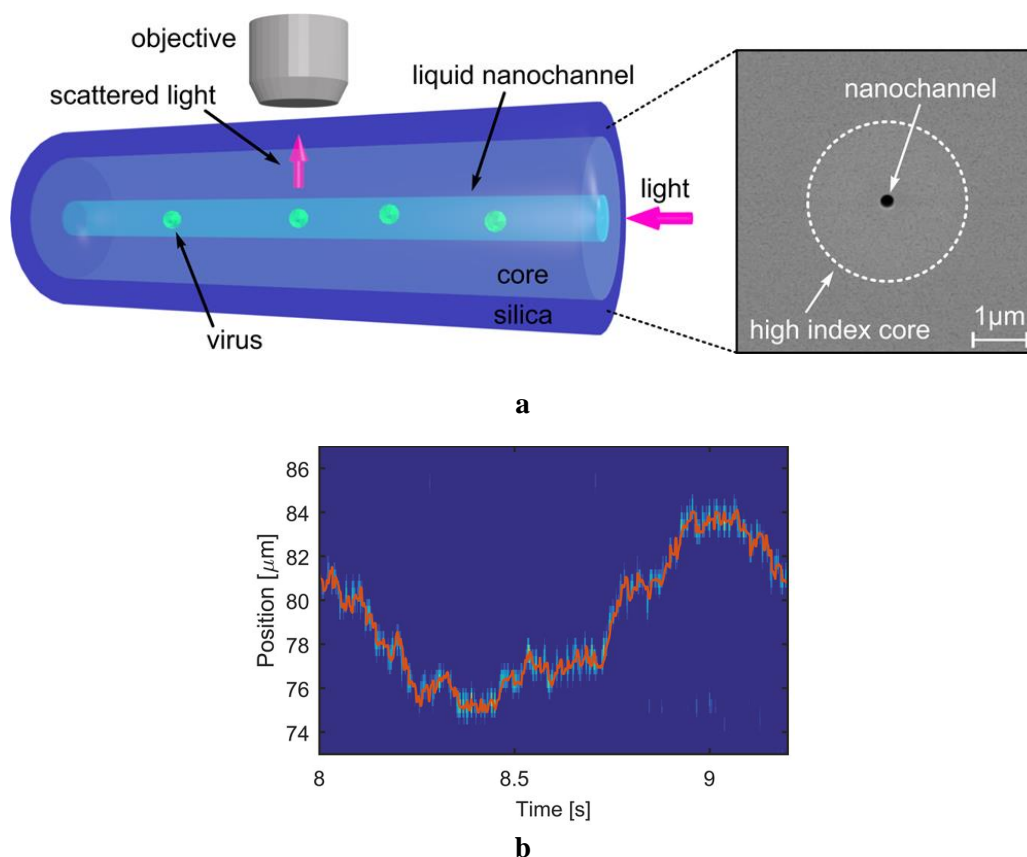 objective
scattered light
liquid nanochannel
light
core
silica
virus
nanochannel
high index core
1μm
a
Position [μm]
86
84
82
80
78
76
74
8
8.5
9
Time [s]
b